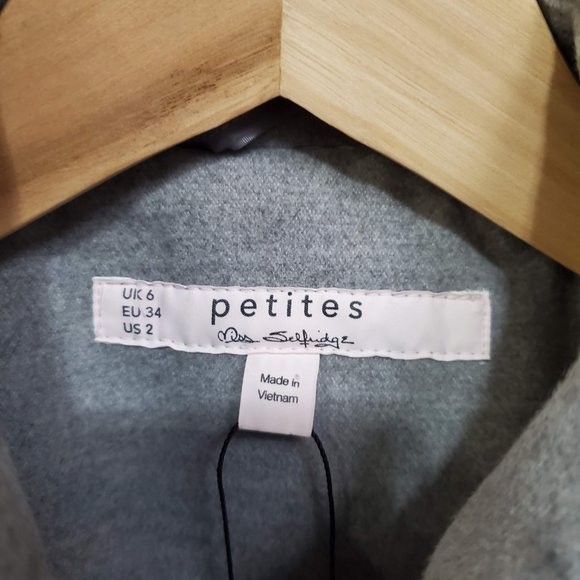 UK 6
EU 34
US 2
petites
Miss Selfridge
Made in
Vietnam